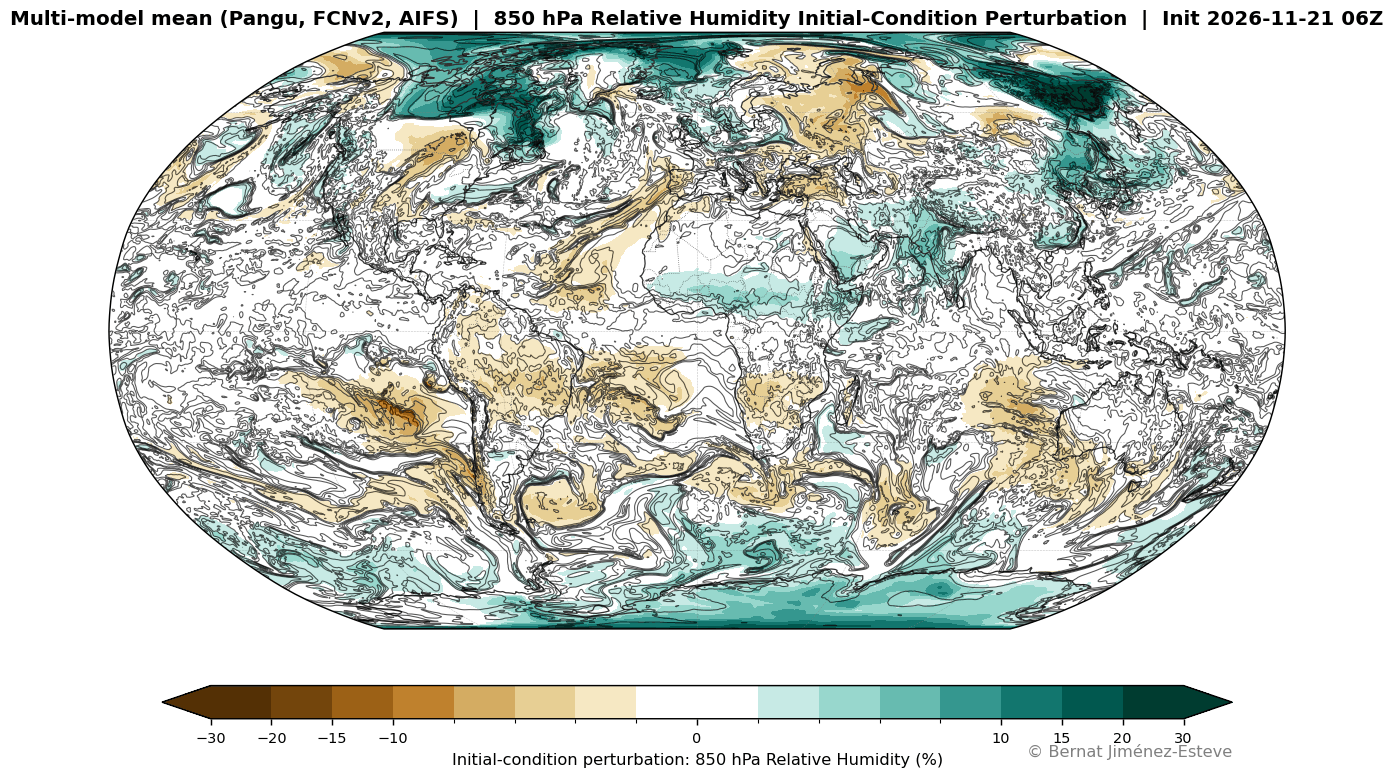 Multi-model mean (Pangu, FCNv2, AIFS)  |  850 hPa Relative Humidity Initial-Condition Perturbation  |  Init 2026-11-21 06Z
−30 −20 −15 −10 0 10 15 20 30
Initial-condition perturbation: 850 hPa Relative Humidity (%)
© Bernat Jiménez-Esteve